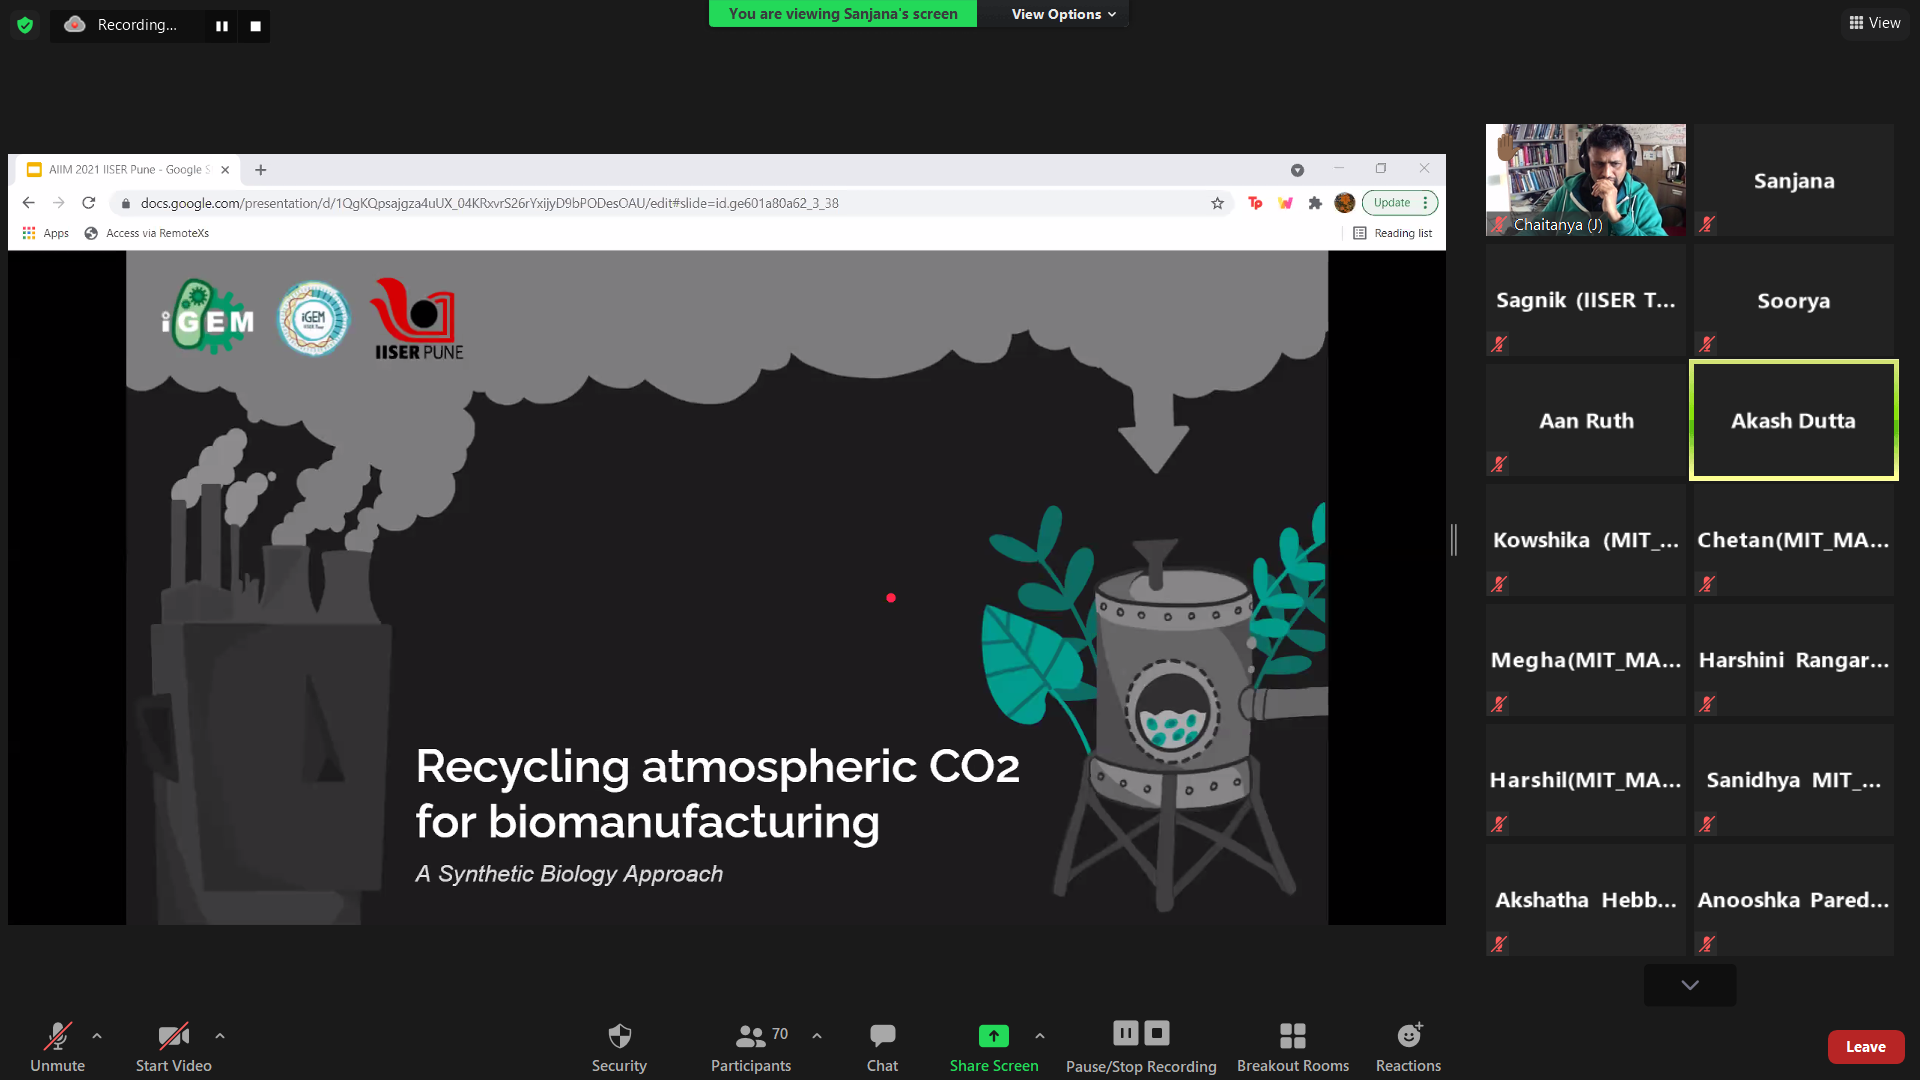 Recording...
You are viewing Sanjana's screen
View Options
View
AIIM 2021 IISER Pune - Google S
docs.google.com/presentation/d/1QgKQpsajgza4uUX_04KRxvrS26rYxijyD9bPODesOAU/edit#slide=id.ge601a80a62_3_38
Update
Apps
Access via RemoteXs
Reading list
iGEM
iGEM
IISER PUNE
Recycling atmospheric CO2
for biomanufacturing
A Synthetic Biology Approach
Chaitanya (J)
Sanjana
Sagnik (IISER T...
Soorya
Aan Ruth
Akash Dutta
Kowshika (MIT_...
Chetan(MIT_MA...
Megha(MIT_MA...
Harshini Rangar...
Harshil(MIT_MA...
Sanidhya MIT_...
Akshatha Hebb...
Anooshka Pared...
Unmute
Start Video
Security
70
Participants
Chat
Share Screen
Pause/Stop Recording
Breakout Rooms
Reactions
Leave